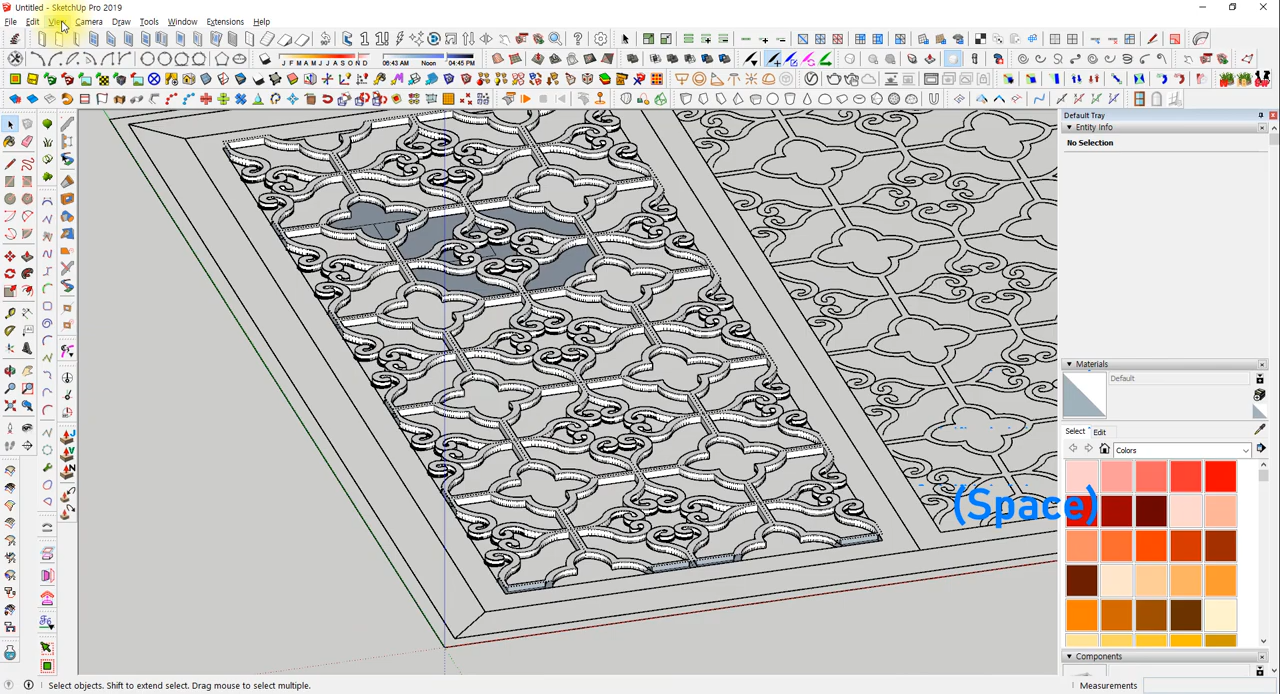 Untitled - SketchUp Pro 2019
File Edit View Camera Draw Tools Window Extensions Help
J F M A M J J A S O N D
06:43 AM Noon 04:45 PM
Default Tray
Entity Info
No Selection
Materials
Default
Select Edit
Colors
(Space)
Components
Select objects. Shift to extend select. Drag mouse to select multiple.
Measurements